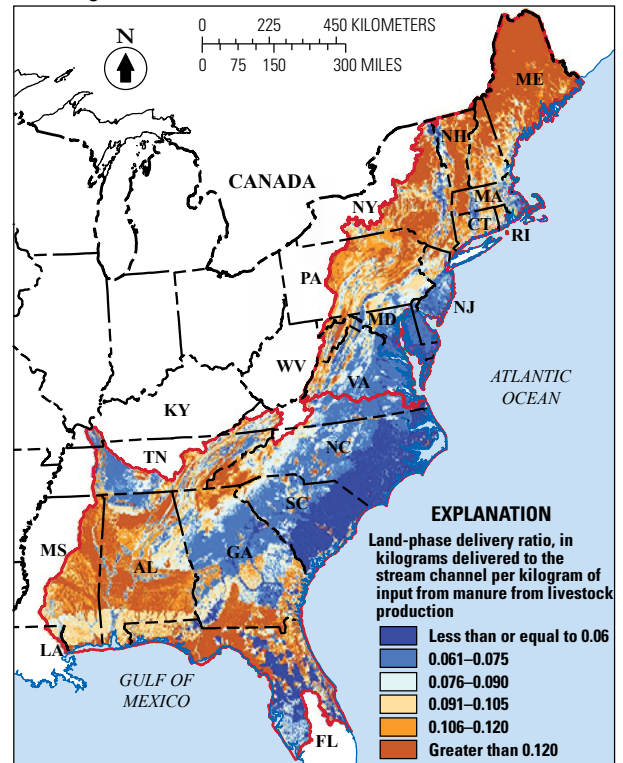 N
0 225 450 KILOMETERS
0 75 150 300 MILES
ME
NH
CANADA
NY
MA
CT
RI
PA
NJ
MD
WV
VA
ATLANTIC
OCEAN
KY
TN
NC
SC
MS
AL
GA
LA
GULF OF
MEXICO
FL
EXPLANATION
Land-phase delivery ratio, in
kilograms delivered to the
stream channel per kilogram of
input from manure from livestock
production
Less than or equal to 0.06
0.061–0.075
0.076–0.090
0.091–0.105
0.106–0.120
Greater than 0.120